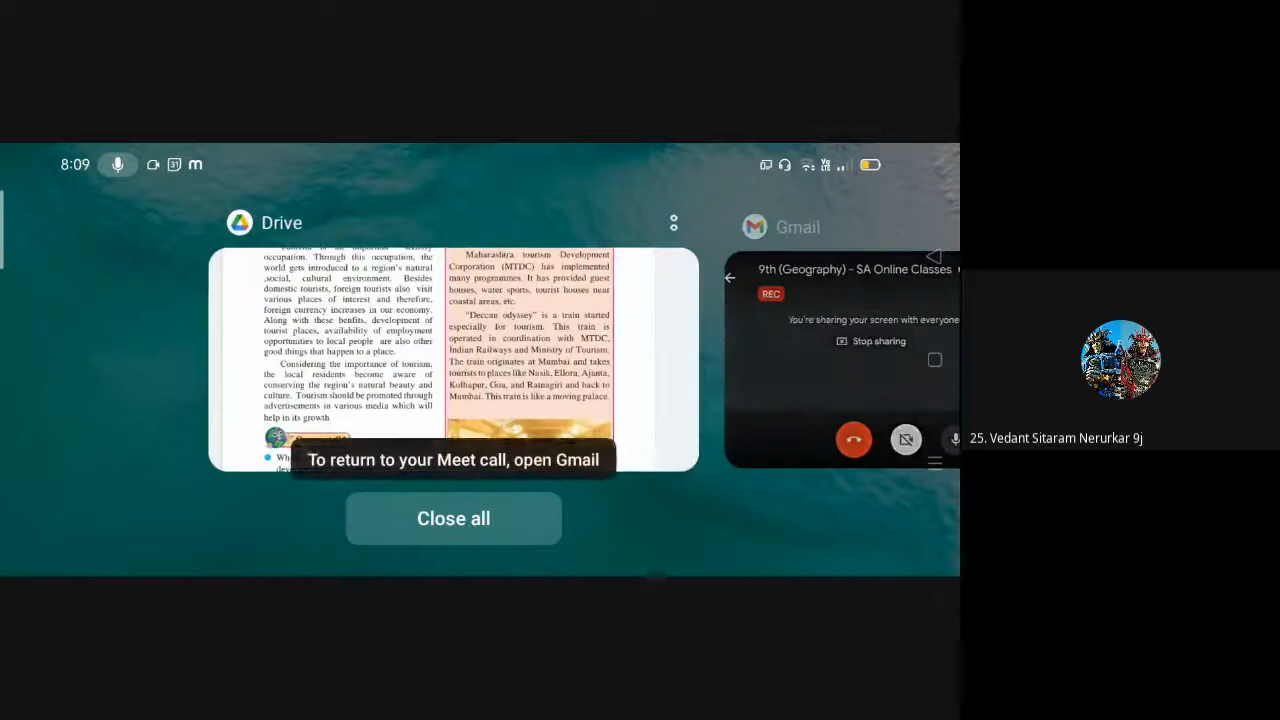 8:09
31
m
Vo
LTE
Drive
Gmail
occupation. Through this occupation, the
world gets introduced to a region's natural
,social, cultural environment. Besides
domestic tourists, foreign tourists also visit
various places of interest and therefore,
foreign currency increases in our economy.
Along with these benfits, development of
tourist places, availability of employment
opportunities to local people are also other
good things that happen to a place.
Considering the importance of tourism,
the local residents become aware of
conserving the region's natural beauty and
culture. Tourism should be promoted through
advertisements in various media which will
help in its growth
Maharashtra tourism Development
Corporation (MTDC) has implemented
many programmes. It has provided guest
houses, water sports, tourist houses near
coastal areas, etc.
"Deccan odyssey" is a train started
especially for tourism. This train is
operated in coordination with MTDC,
Indian Railways and Ministry of Tourism.
The train originates at Mumbai and takes
tourists to places like Nasik, Ellora, Ajanta,
Kolhapur, Goa, and Ratnagiri and back to
Mumbai. This train is like a moving palace.
9th (Geography) - SA Online Classes
REC
You're sharing your screen with everyone
Stop sharing
To return to your Meet call, open Gmail
Close all
25. Vedant Sitaram Nerurkar 9j